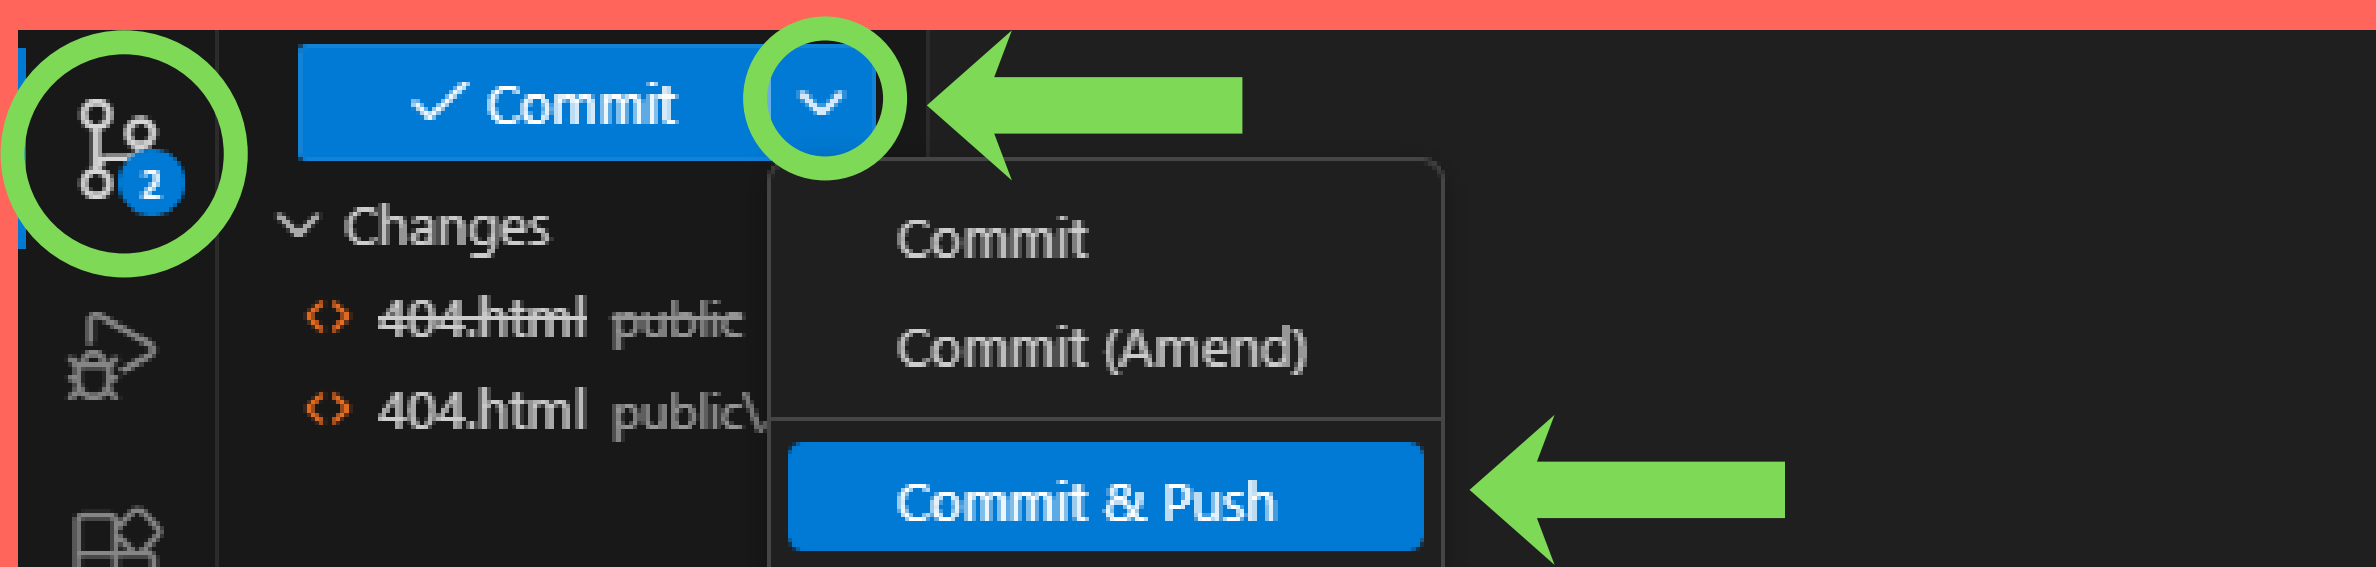 Commit
2
Changes
404.html public
404.html public\
Commit
Commit (Amend)
Commit & Push